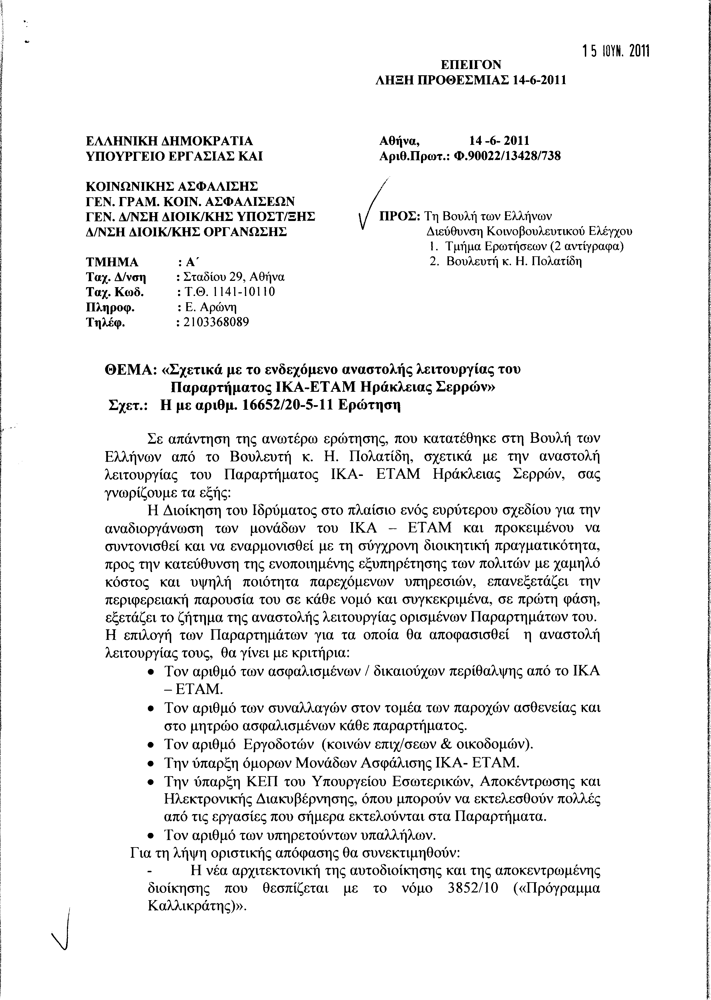 15 ΙΟΥΝ. 2011
ΕΠΕΙΓΟΝ
ΛΗΞΗ ΠΡΟΘΕΣΜΙΑΣ 14-6-2011
ΕΛΛΗΝΙΚΗ ΔΗΜΟΚΡΑΤΙΑ
ΥΠΟΥΡΓΕΙΟ ΕΡΓΑΣΙΑΣ ΚΑΙ
ΚΟΙΝΩΝΙΚΗΣ ΑΣΦΑΛΙΣΗΣ
ΓΕΝ. ΓΡΑΜ. ΚΟΙΝ. ΑΣΦΑΛΙΣΕΩΝ
ΓΕΝ. Δ/ΝΣΗ ΔΙΟΙΚ/ΚΗΣ ΥΠΟΣΤ/ΞΗΣ
Δ/ΝΣΗ ΔΙΟΙΚ/ΚΗΣ ΟΡΓΑΝΩΣΗΣ
ΤΜΗΜΑ : Α΄
Ταχ. Δ/νση : Σταδίου 29, Αθήνα
Ταχ. Κωδ. : Τ.Θ. 1141-10110
Πληροφ. : Ε. Αρώνη
Τηλέφ. : 2103368089
Αθήνα, 14 -6- 2011
Αριθ.Πρωτ.: Φ.90022/13428/738
ΠΡΟΣ: Τη Βουλή των Ελλήνων
Διεύθυνση Κοινοβουλευτικού Ελέγχου
1. Τμήμα Ερωτήσεων (2 αντίγραφα)
2. Βουλευτή κ. Η. Πολατίδη
ΘΕΜΑ: «Σχετικά με το ενδεχόμενο αναστολής λειτουργίας του
Παραρτήματος ΙΚΑ-ΕΤΑΜ Ηράκλειας Σερρών»
Σχετ.: Η με αριθμ. 16652/20-5-11 Ερώτηση
Σε απάντηση της ανωτέρω ερώτησης, που κατατέθηκε στη Βουλή των
Ελλήνων από το Βουλευτή κ. Η. Πολατίδη, σχετικά με την αναστολή
λειτουργίας του Παραρτήματος ΙΚΑ- ΕΤΑΜ Ηράκλειας Σερρών, σας
γνωρίζουμε τα εξής:
Η Διοίκηση του Ιδρύματος στο πλαίσιο ενός ευρύτερου σχεδίου για την
αναδιοργάνωση των μονάδων του ΙΚΑ – ΕΤΑΜ και προκειμένου να
συντονισθεί και να εναρμονισθεί με τη σύγχρονη διοικητική πραγματικότητα,
προς την κατεύθυνση της ενοποιημένης εξυπηρέτησης των πολιτών με χαμηλό
κόστος και υψηλή ποιότητα παρεχόμενων υπηρεσιών, επανεξετάζει την
περιφερειακή παρουσία του σε κάθε νομό και συγκεκριμένα, σε πρώτη φάση,
εξετάζει το ζήτημα της αναστολής λειτουργίας ορισμένων Παραρτημάτων του.
Η επιλογή των Παραρτημάτων για τα οποία θα αποφασισθεί η αναστολή
λειτουργίας τους, θα γίνει με κριτήρια:
• Τον αριθμό των ασφαλισμένων / δικαιούχων περίθαλψης από το ΙΚΑ
– ΕΤΑΜ.
• Τον αριθμό των συναλλαγών στον τομέα των παροχών ασθενείας και
στο μητρώο ασφαλισμένων κάθε παραρτήματος.
• Τον αριθμό Εργοδοτών (κοινών επιχ/σεων & οικοδομών).
• Την ύπαρξη όμορων Μονάδων Ασφάλισης ΙΚΑ- ΕΤΑΜ.
• Την ύπαρξη ΚΕΠ του Υπουργείου Εσωτερικών, Αποκέντρωσης και
Ηλεκτρονικής Διακυβέρνησης, όπου μπορούν να εκτελεσθούν πολλές
από τις εργασίες που σήμερα εκτελούνται στα Παραρτήματα.
• Τον αριθμό των υπηρετούντων υπαλλήλων.
Για τη λήψη οριστικής απόφασης θα συνεκτιμηθούν:
- Η νέα αρχιτεκτονική της αυτοδιοίκησης και της αποκεντρωμένης
διοίκησης που θεσπίζεται με το νόμο 3852/10 («Πρόγραμμα
Καλλικράτης)».